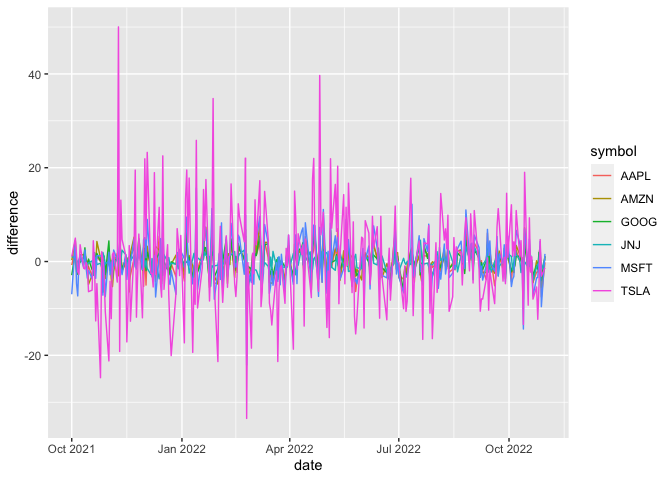 difference
40
20
0
-20
Oct 2021 Jan 2022 Apr 2022 Jul 2022 Oct 2022
date
symbol
AAPL
AMZN
GOOG
JNJ
MSFT
TSLA